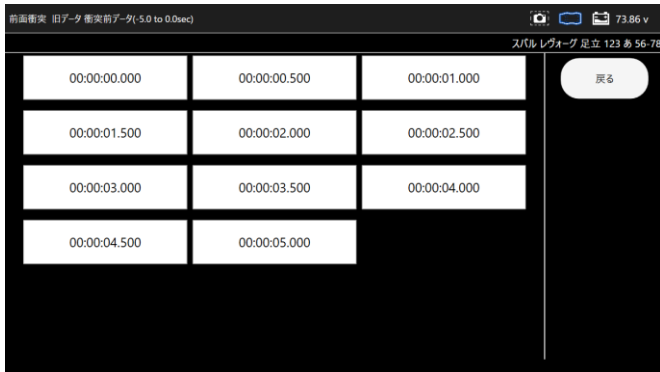 前面衝突 旧データ 衝突前データ(-5.0 to 0.0sec) 73.86 v
スバル レヴォーグ 足立 123 あ 56-78
00:00:00.000 00:00:00.500 00:00:01.000 戻る
00:00:01.500 00:00:02.000 00:00:02.500
00:00:03.000 00:00:03.500 00:00:04.000
00:00:04.500 00:00:05.000